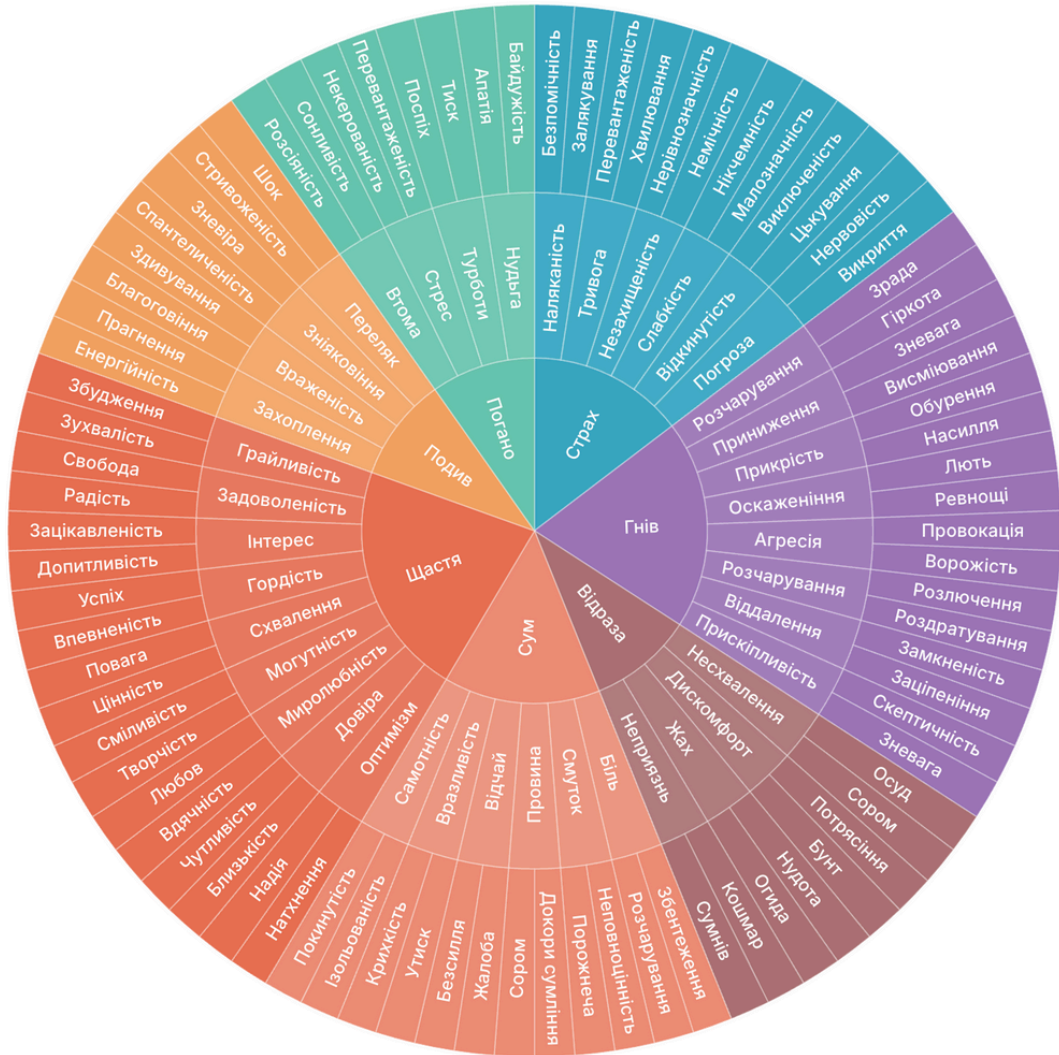 Страх
Гнів
Відраза
Сум
Щастя
Подив
Погано
Наляканість
Тривога
Незахищеність
Слабкість
Відкинутість
Погроза
Розчарування
Приниження
Прикрість
Оскаженіння
Агресія
Розчарування
Віддалення
Прискіпливість
Несхвалення
Дискомфорт
Жах
Неприязнь
Біль
Смуток
Провина
Відчай
Вразливість
Самотність
Оптимізм
Довіра
Миролюбність
Могутність
Схвалення
Гордість
Інтерес
Задоволеність
Грайливість
Захоплення
Враженість
Зніяковіння
Переляк
Втома
Стрес
Турботи
Нудьга
Безпомічність
Залякування
Перевантаженість
Хвилювання
Нерівнозначність
Немічність
Нікчемність
Малозначність
Виключеність
Цькування
Нервовість
Викриття
Зрада
Гіркота
Зневага
Висміювання
Обурення
Насилля
Лють
Ревнощі
Провокація
Ворожість
Розлючення
Роздратування
Замкненість
Заціпеніння
Скептичність
Зневага
Осуд
Сором
Потрясіння
Бунт
Нудота
Огида
Кошмар
Сумнів
Збентеження
Розчарування
Неповноцінність
Порожнеча
Докори сумління
Сором
Жалоба
Безсилля
Утиск
Крихкість
Ізольованість
Покинутість
Натхнення
Надія
Близькість
Чутливість
Вдячність
Любов
Творчість
Сміливість
Цінність
Повага
Впевненість
Успіх
Допитливість
Зацікавленість
Радість
Свобода
Зухвалість
Збудження
Енергійність
Прагнення
Благоговіння
Здивування
Спантеличеність
Зневіра
Стривоженість
Шок
Розсіяність
Сонливість
Некерованість
Перевантаженість
Поспіх
Тиск
Апатія
Байдужість